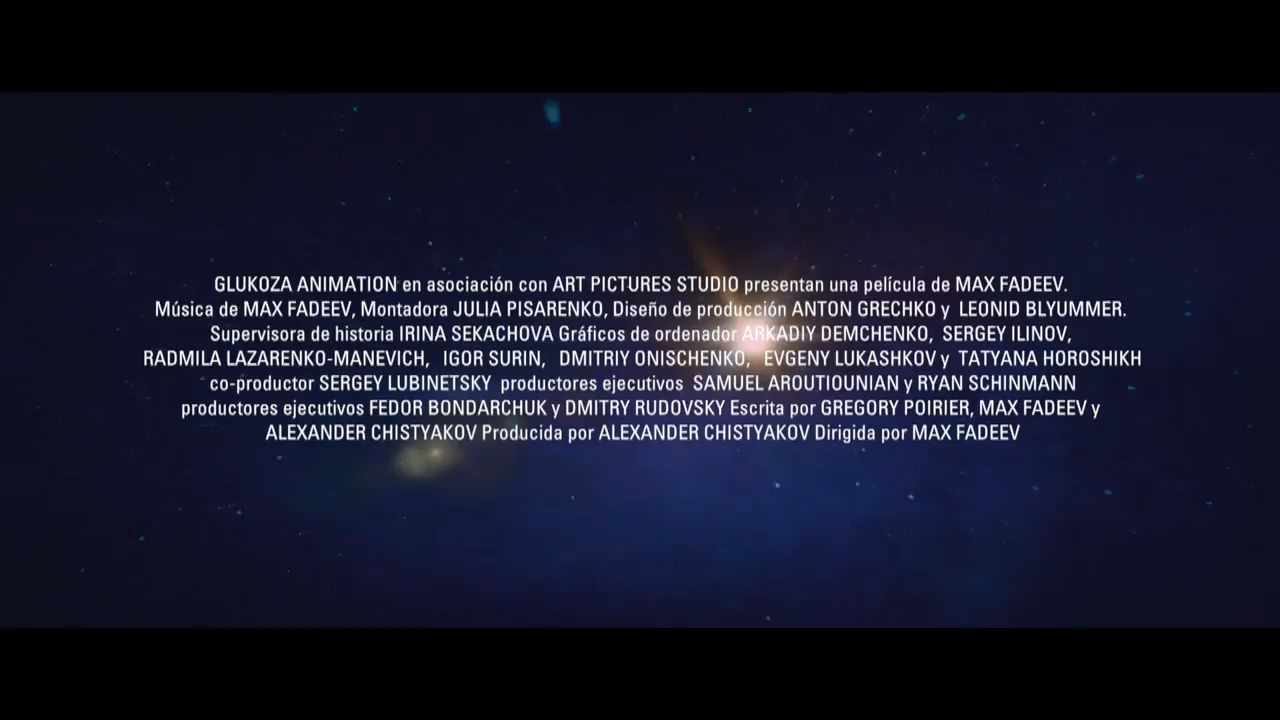 GLUKOZA ANIMATION en asociación con ART PICTURES STUDIO presentan una película de MAX FADEEV.
Música de MAX FADEEV, Montadora JULIA PISARENKO, Diseño de producción ANTON GRECHKO y LEONID BLYUMMER.
Supervisora de historia IRINA SEKACHOVA Gráficos de ordenador ARKADIY DEMCHENKO, SERGEY ILINOV,
RADMILA LAZARENKO-MANEVICH, IGOR SURIN, DMITRIY ONISCHENKO, EVGENY LUKASHKOV y TATYANA HOROSHIKH
co-productor SERGEY LUBINETSKY productores ejecutivos SAMUEL AROUTIOUNIAN y RYAN SCHINMANN
productores ejecutivos FEDOR BONDARCHUK y DMITRY RUDOVSKY Escrita por GREGORY POIRIER, MAX FADEEV y
ALEXANDER CHISTYAKOV Producida por ALEXANDER CHISTYAKOV Dirigida por MAX FADEEV